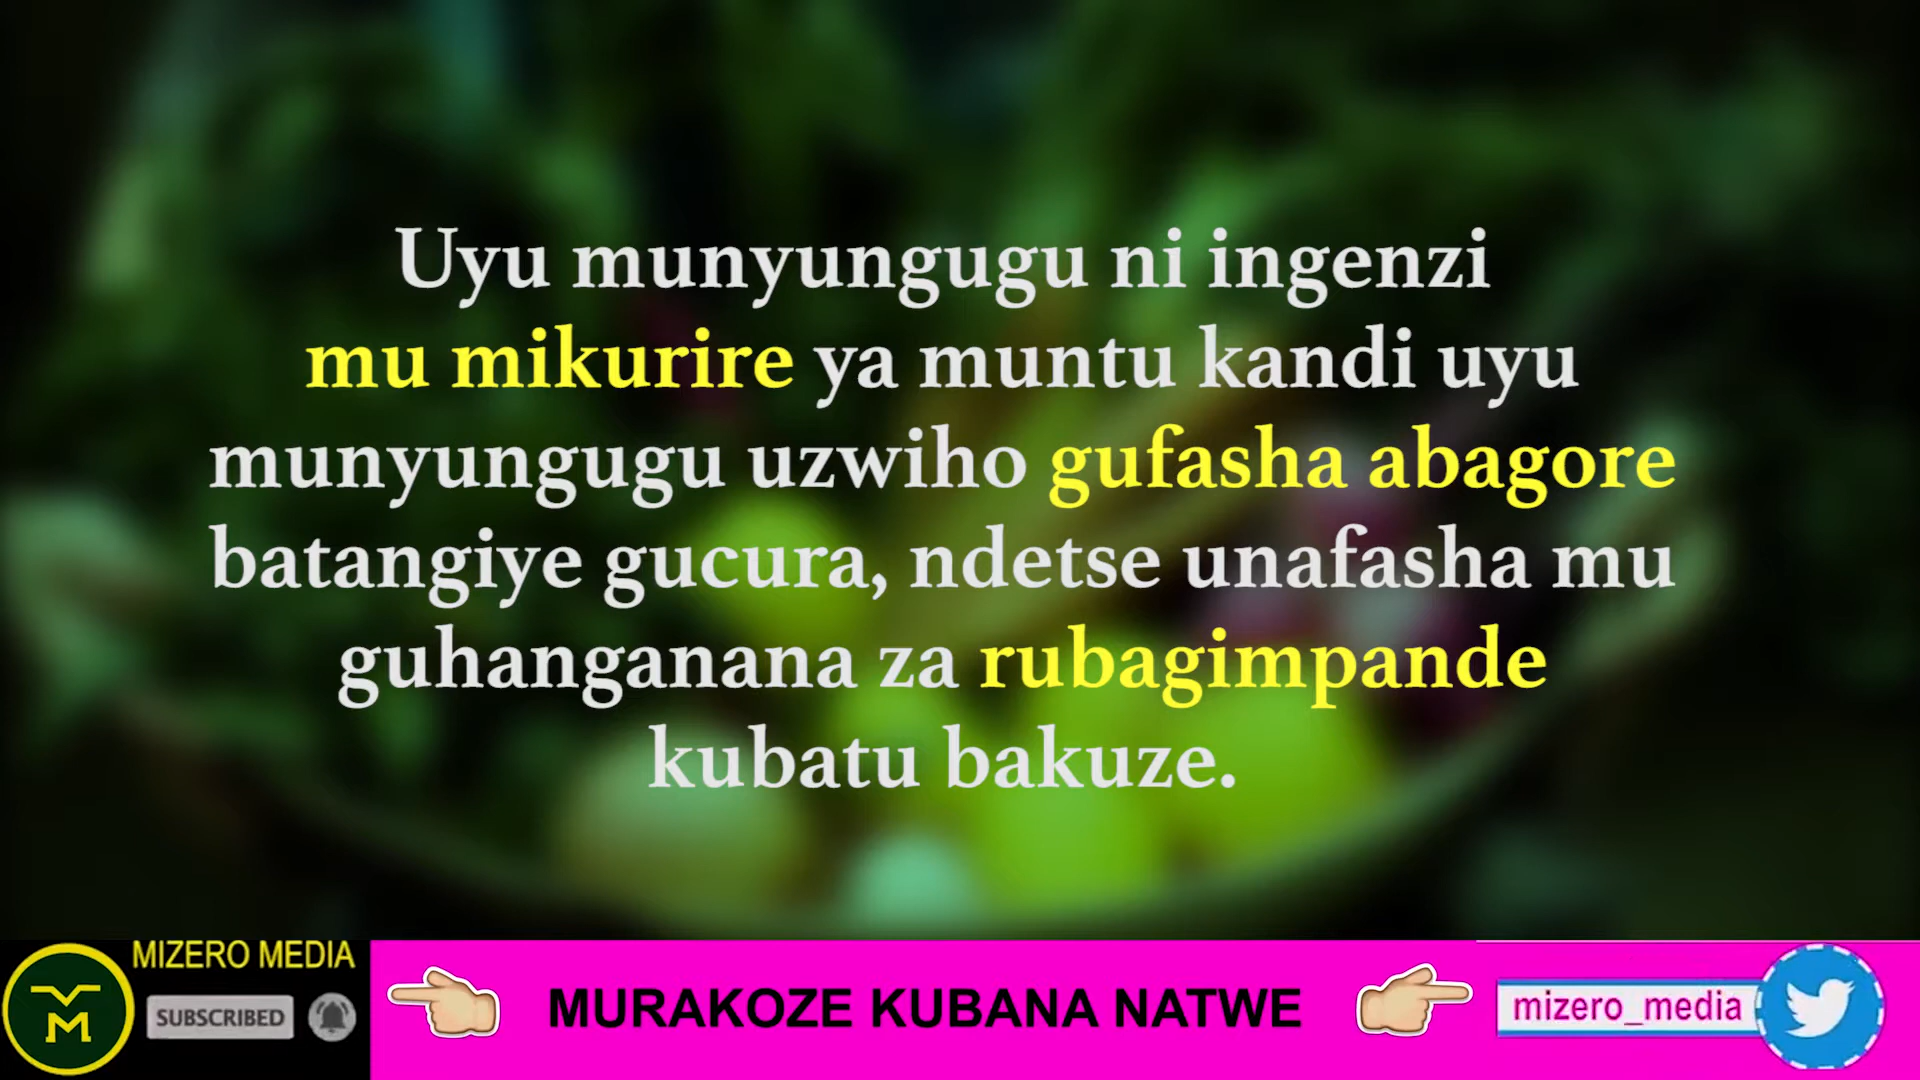 Uyu munyungugu ni ingenzi
mu mikurire ya muntu kandi uyu
munyungugu uzwiho gufasha abagore
batangiye gucura, ndetse unafasha mu
guhanganana za rubagimpande
kubatu bakuze.
MIZERO MEDIA
SUBSCRIBED
MURAKOZE KUBANA NATWE
mizero_media